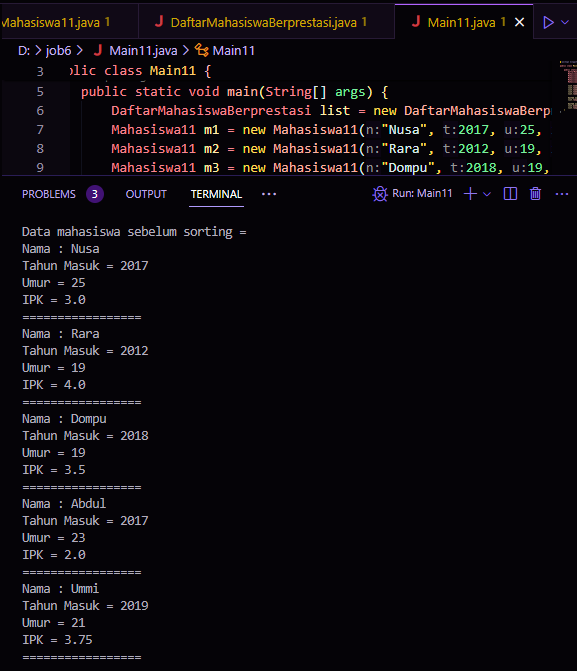 Mahasiswa11.java 1 J DaftarMahasiswaBerprestasi.java 1 J Main11.java 1 ×
D: > job6 > J Main11.java > Main11
3 public class Main11 {
5 public static void main(String[] args) {
6 DaftarMahasiswaBerprestasi list = new DaftarMahasiswaBerp
7 Mahasiswa11 m1 = new Mahasiswa11(n:"Nusa", t:2017, u:25,
8 Mahasiswa11 m2 = new Mahasiswa11(n:"Rara", t:2012, u:19,
9 Mahasiswa11 m3 = new Mahasiswa11(n:"Dompu", t:2018, u:19,
PROBLEMS 3 OUTPUT TERMINAL ··· Run: Main11
Data mahasiswa sebelum sorting =
Nama : Nusa
Tahun Masuk = 2017
Umur = 25
IPK = 3.0
=================
Nama : Rara
Tahun Masuk = 2012
Umur = 19
IPK = 4.0
=================
Nama : Dompu
Tahun Masuk = 2018
Umur = 19
IPK = 3.5
=================
Nama : Abdul
Tahun Masuk = 2017
Umur = 23
IPK = 2.0
=================
Nama : Ummi
Tahun Masuk = 2019
Umur = 21
IPK = 3.75
=================